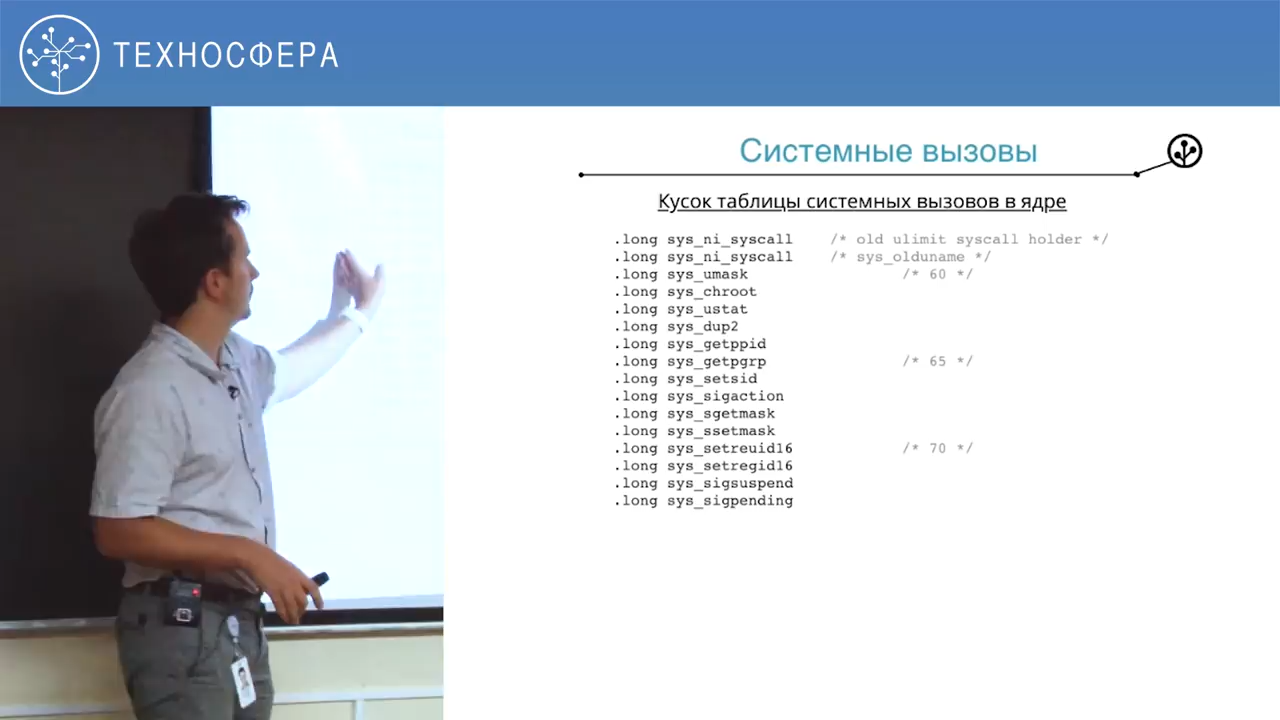 ТЕХНОСФЕРА
Системные вызовы
Кусок таблицы системных вызовов в ядре
.long sys_ni_syscall /* old ulimit syscall holder */
.long sys_ni_syscall /* sys_olduname */
.long sys_umask /* 60 */
.long sys_chroot
.long sys_ustat
.long sys_dup2
.long sys_getppid
.long sys_getpgrp /* 65 */
.long sys_setsid
.long sys_sigaction
.long sys_sgetmask
.long sys_ssetmask
.long sys_setreuid16 /* 70 */
.long sys_setregid16
.long sys_sigsuspend
.long sys_sigpending